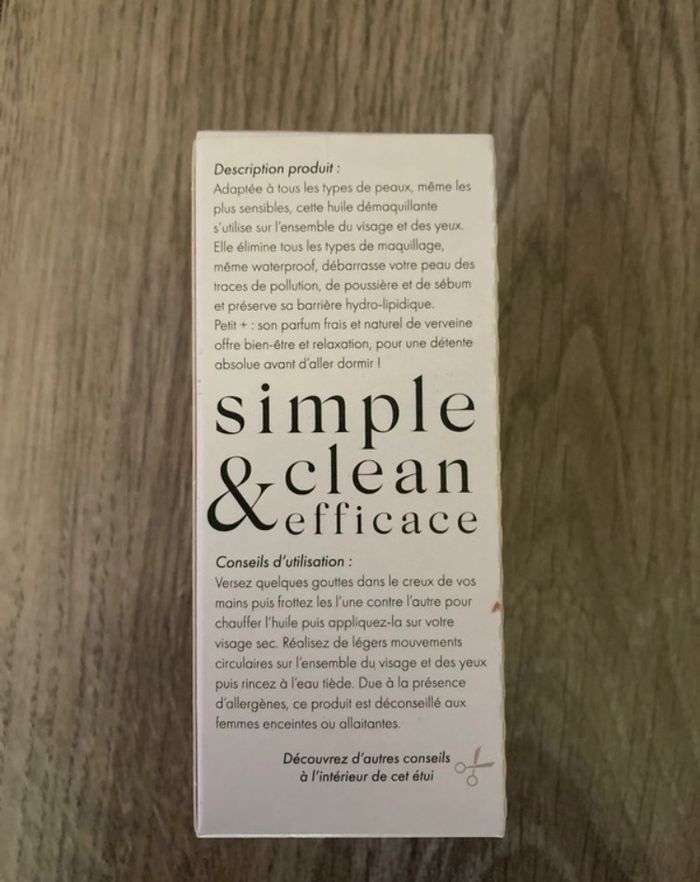 Description produit :
Adaptée à tous les types de peaux, même les
plus sensibles, cette huile démaquillante
s'utilise sur l'ensemble du visage et des yeux.
Elle élimine tous les types de maquillage,
même waterproof, débarrasse votre peau des
traces de pollution, de poussière et de sébum
et préserve sa barrière hydro-lipidique.
Petit + : son parfum frais et naturel de verveine
offre bien-être et relaxation, pour une détente
absolue avant d'aller dormir !
simple
& clean
efficace
Conseils d'utilisation :
Versez quelques gouttes dans le creux de vos
mains puis frottez les l'une contre l'autre pour
chauffer l'huile puis appliquez-la sur votre
visage sec. Réalisez de légers mouvements
circulaires sur l'ensemble du visage et des yeux
puis rincez à l'eau tiède. Due à la présence
d'allergènes, ce produit est déconseillé aux
femmes enceintes ou allaitantes.
Découvrez d'autres conseils
à l'intérieur de cet étui